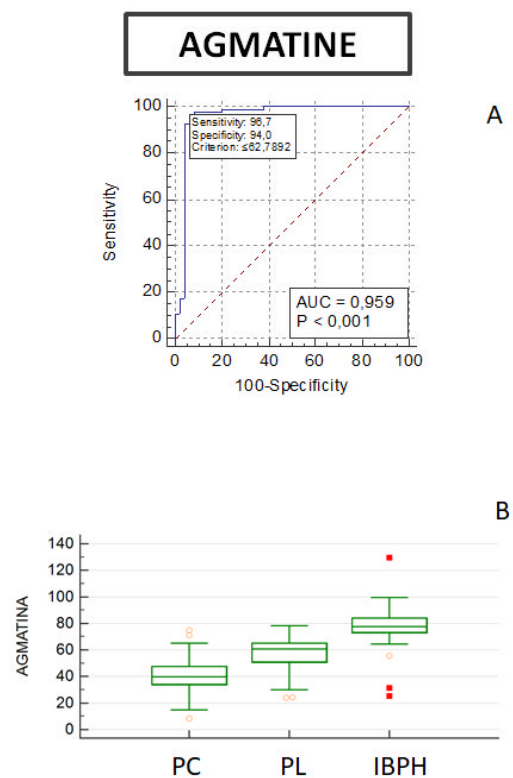 AGMATINE
A
100
80
60
40
20
0
Sensitivity
Sensitivity: 96,7
Specificity: 94,0
Criterion: ≤62,7892
AUC = 0,959
P < 0,001
0 20 40 60 80 100
100-Specificity
B
140
120
100
80
60
40
20
0
AGMATINA
PC PL IBPH